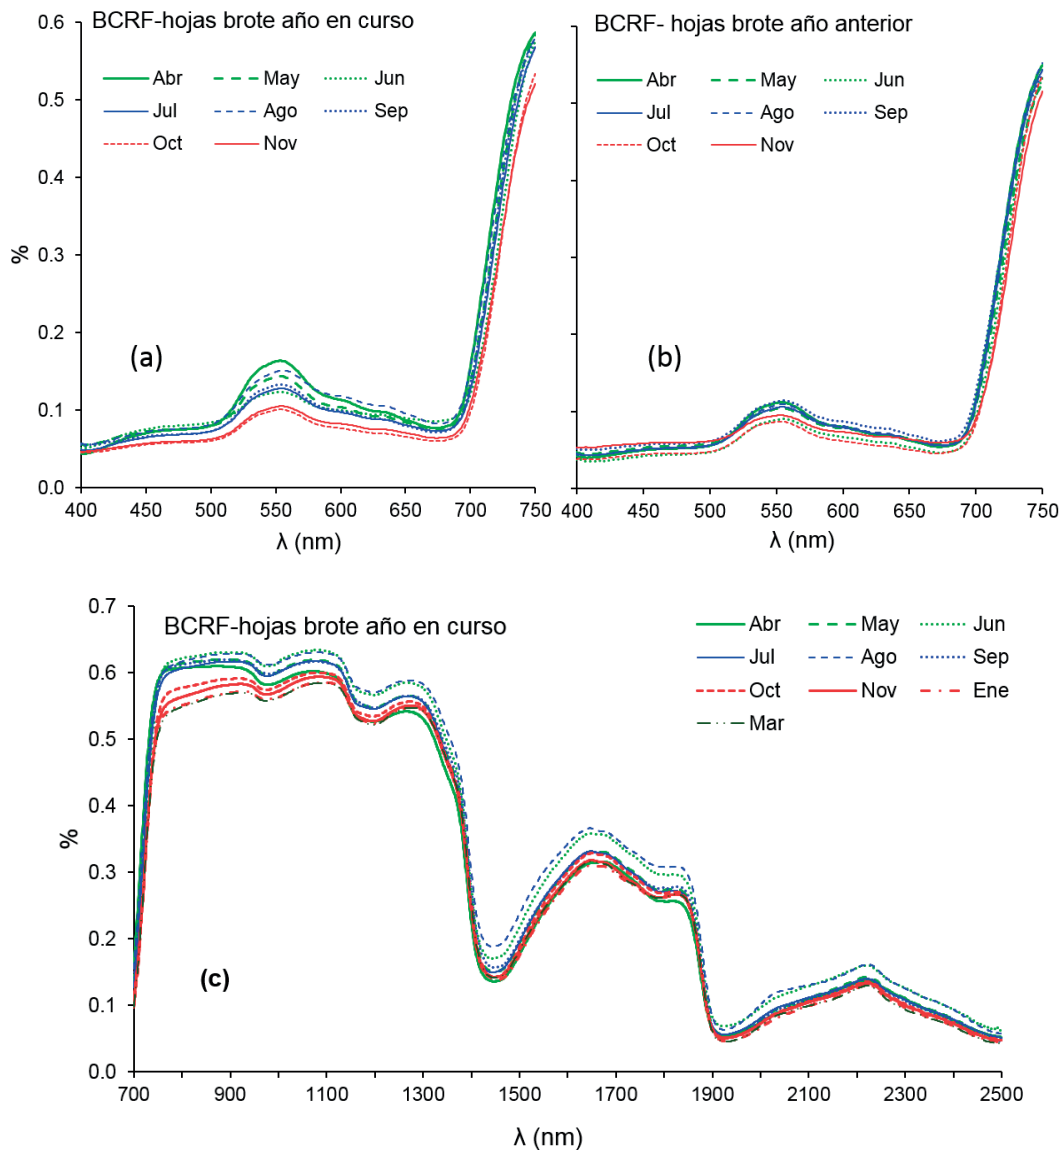 BCRF-hojas brote año en curso
Abr May Jun
Jul Ago Sep
Oct Nov
0.6
0.5
0.4
0.3
0.2
0.1
0.0
%
(a)
400 450 500 550 600 650 700 750
λ (nm)
BCRF- hojas brote año anterior
Abr May Jun
Jul Ago Sep
Oct Nov
(b)
400 450 500 550 600 650 700 750
λ (nm)
BCRF-hojas brote año en curso
Abr May Jun
Jul Ago Sep
Oct Nov Ene
Mar
0.7
0.6
0.5
0.4
0.3
0.2
0.1
0.0
%
(c)
700 900 1100 1300 1500 1700 1900 2100 2300 2500
λ (nm)